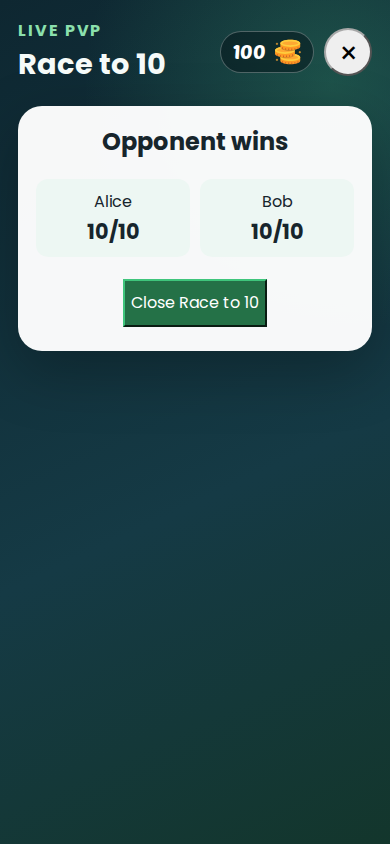 LIVE PVP
Race to 10
100
×
Opponent wins
Alice
10/10
Bob
10/10
Close Race to 10